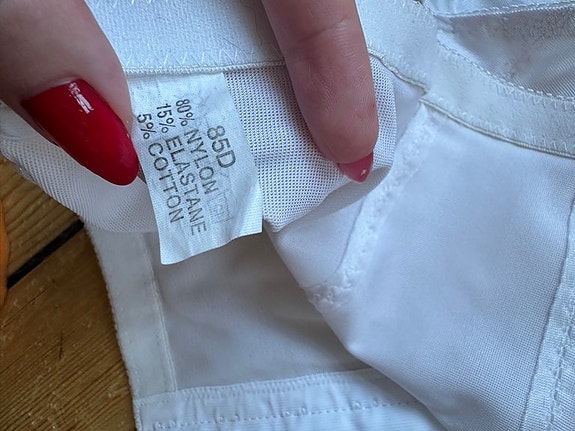 85D
80% NYLON
15% ELASTANE
5% COTTON